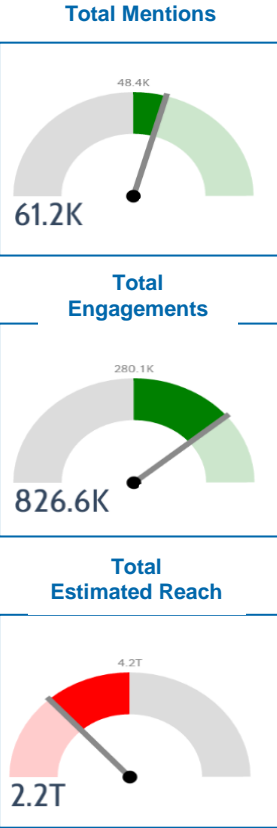 Total Mentions
48.4K
61.2K
Total
Engagements
280.1K
826.6K
Total
Estimated Reach
4.2T
2.2T